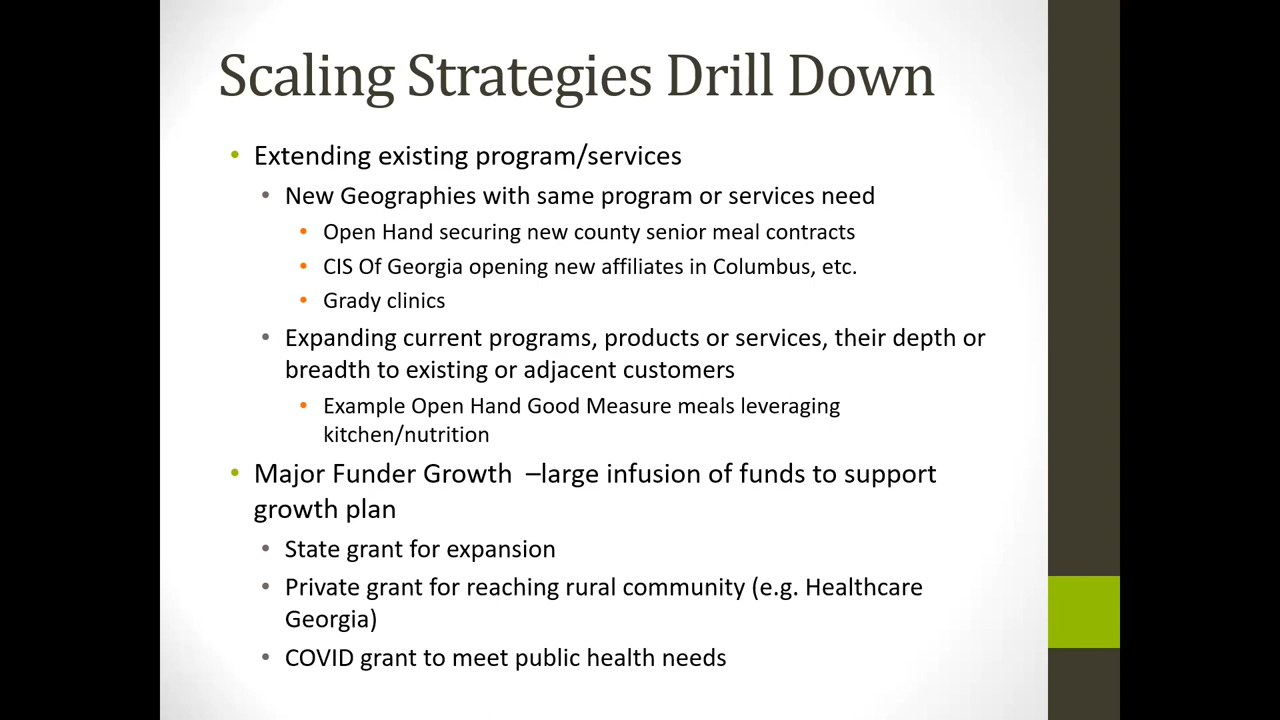 Scaling Strategies Drill Down
• Extending existing program/services
• New Geographies with same program or services need
• Open Hand securing new county senior meal contracts
• CIS Of Georgia opening new affiliates in Columbus, etc.
• Grady clinics
• Expanding current programs, products or services, their depth or
breadth to existing or adjacent customers
• Example Open Hand Good Measure meals leveraging
kitchen/nutrition
• Major Funder Growth –large infusion of funds to support
growth plan
• State grant for expansion
• Private grant for reaching rural community (e.g. Healthcare
Georgia)
• COVID grant to meet public health needs